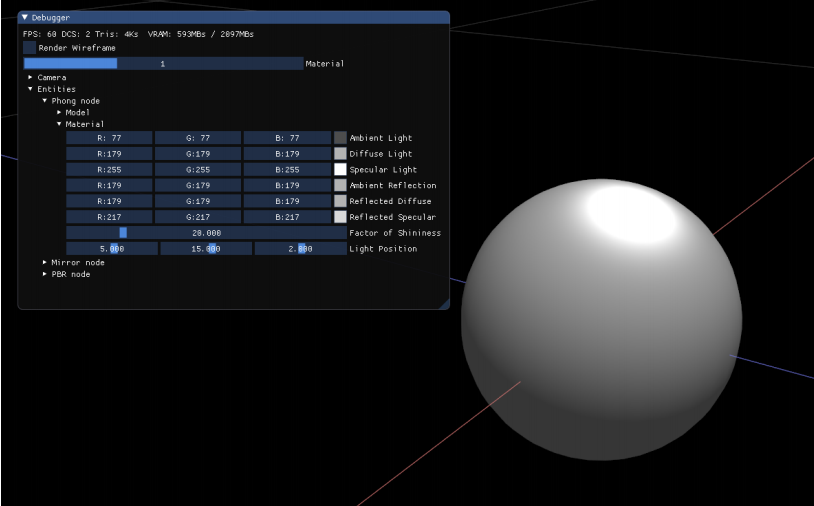 Debugger
FPS: 60 DCS: 2 Tris: 4Ks VRAM: 593MBs / 2097MBs
Render Wireframe
1 Material
Camera
Entities
Phong node
Model
Material
R: 77 G: 77 B: 77 Ambient Light
R:179 G:179 B:179 Diffuse Light
R:255 G:255 B:255 Specular Light
R:179 G:179 B:179 Ambient Reflection
R:179 G:179 B:179 Reflected Diffuse
R:217 G:217 B:217 Reflected Specular
20.000 Factor of Shininess
5.000 15.000 2.000 Light Position
Mirror node
PBR node